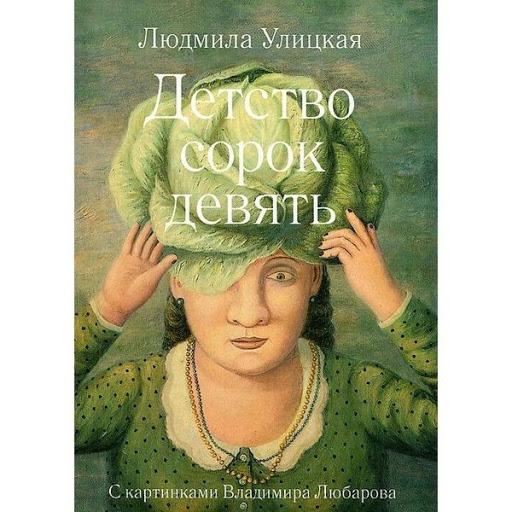 Людмила Улицкая
Детство
сорок
девять
С картинками Владимира Любарова